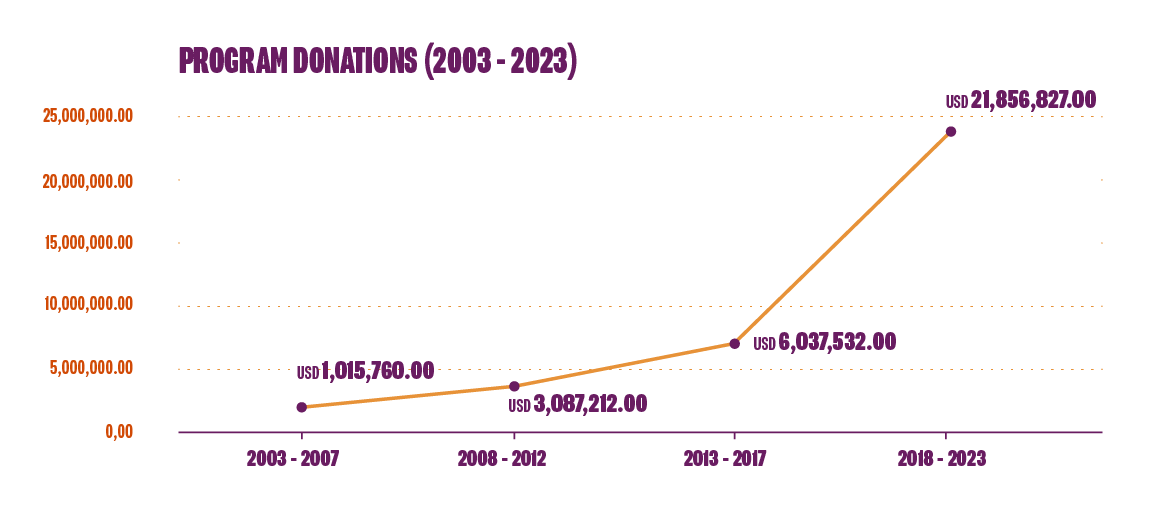 PROGRAM DONATIONS (2003 - 2023)
USD 21,856,827.00
25,000,000.00
20,000,000.00
15,000,000.00
10,000,000.00
USD 6,037,532.00
5,000,000.00
USD 1,015,760.00
USD 3,087,212.00
0,00
2003 - 2007
2008 - 2012
2013 - 2017
2018 - 2023